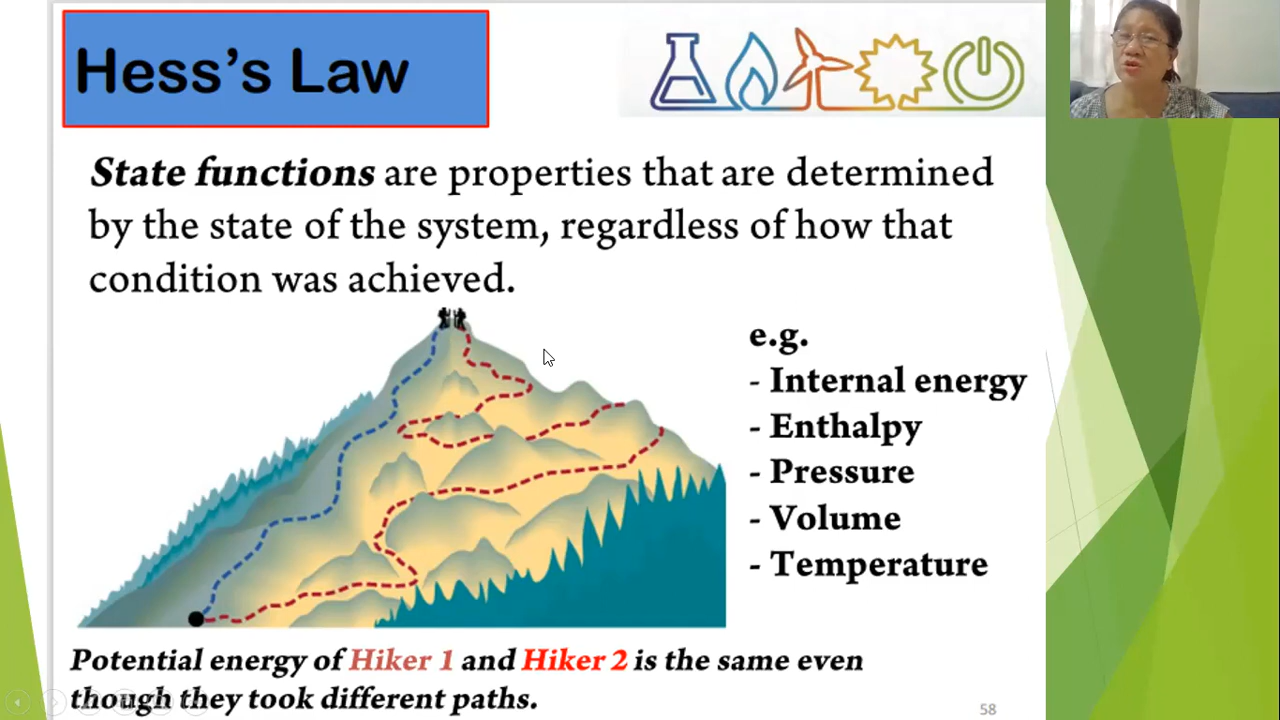 Hess's Law
State functions are properties that are determined
by the state of the system, regardless of how that
condition was achieved.
e.g.
- Internal energy
- Enthalpy
- Pressure
- Volume
- Temperature
Potential energy of Hiker 1 and Hiker 2 is the same even
though they took different paths.
58